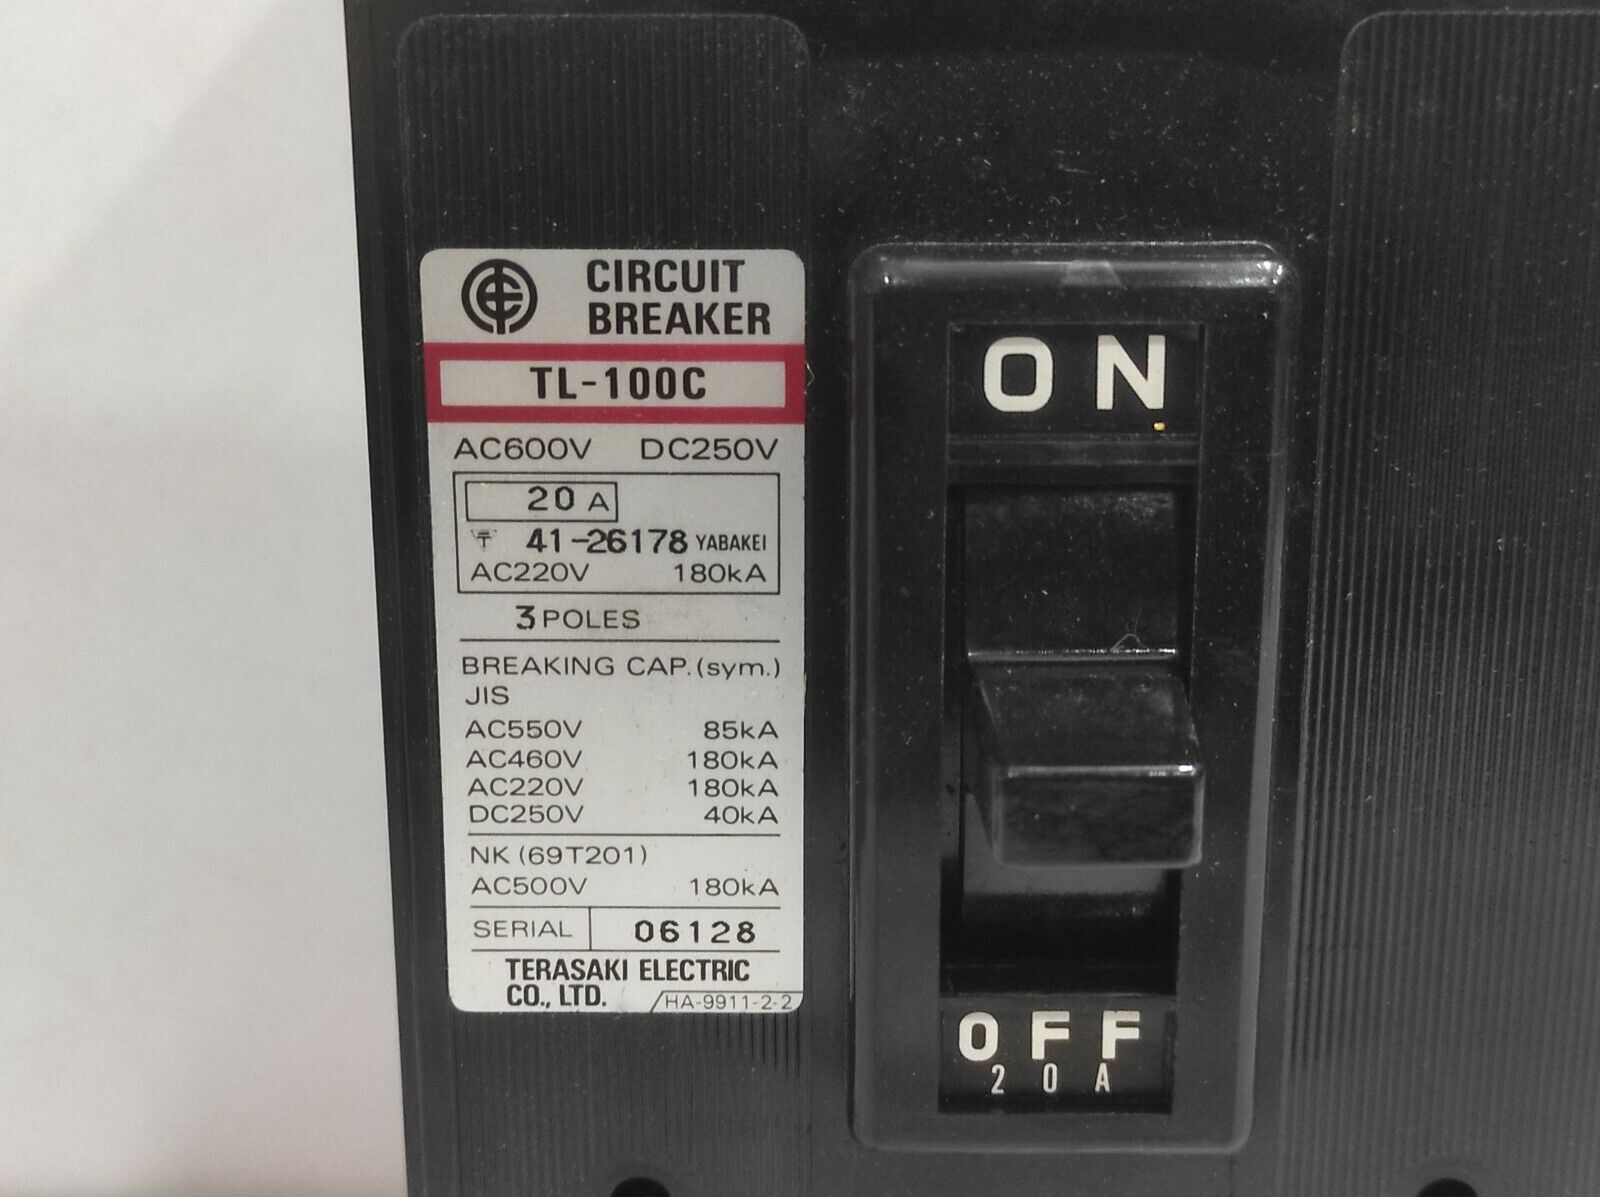 CIRCUIT
BREAKER
TL-100C
AC600V DC250V
20 A
41-26178 YABAKEI
AC220V 180kA
3 POLES
BREAKING CAP.(sym.)
JIS
AC550V 85kA
AC460V 180kA
AC220V 180kA
DC250V 40kA
NK (69T201)
AC500V 180kA
SERIAL 06128
TERASAKI ELECTRIC
CO., LTD. HA-9911-2-2
ON
OFF
20A